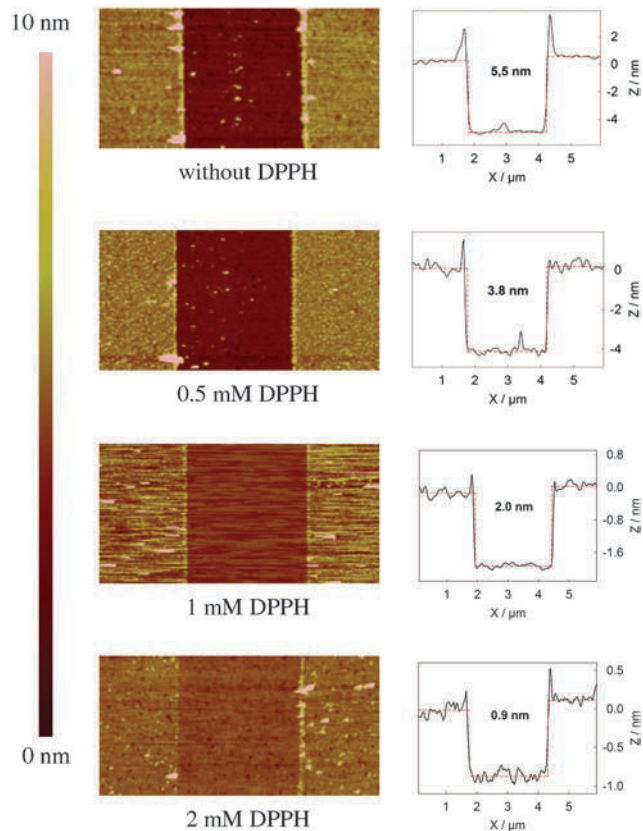 10 nm
0 nm
without DPPH
5,5 nm
2
0
-2
-4
Z / nm
1 2 3 4 5
X / µm
0.5 mM DPPH
3.8 nm
0
-2
-4
Z / nm
1 2 3 4 5
X / µm
1 mM DPPH
2.0 nm
0.8
0.0
-0.8
-1.6
Z / nm
1 2 3 4 5
X / µm
2 mM DPPH
0.9 nm
0.5
0.0
-0.5
-1.0
Z / nm
1 2 3 4 5
X / µm